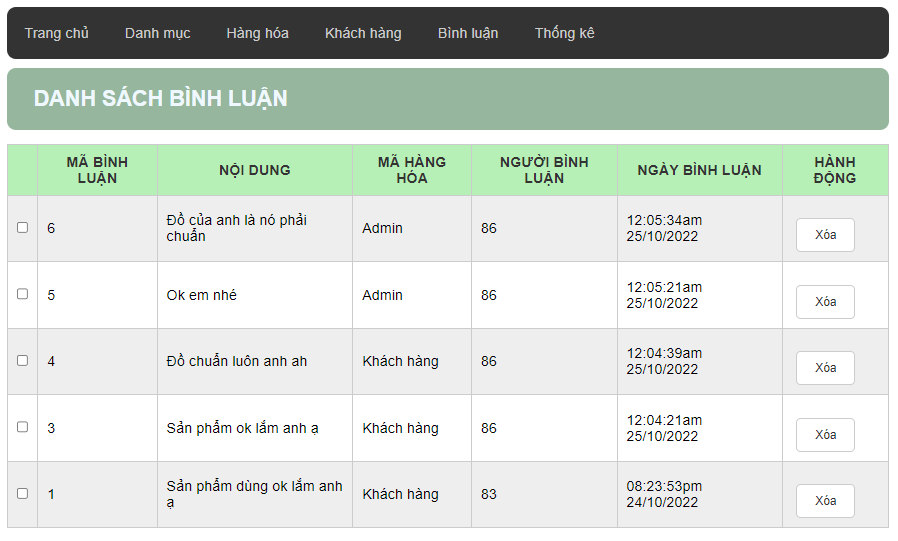 Trang chủ Danh mục Hàng hóa Khách hàng Bình luận Thống kê
DANH SÁCH BÌNH LUẬN
MÃ BÌNH LUẬN NỘI DUNG MÃ HÀNG HÓA NGƯỜI BÌNH LUẬN NGÀY BÌNH LUẬN HÀNH ĐỘNG
6 Đồ của anh là nó phải chuẩn Admin 86 12:05:34am 25/10/2022 Xóa
5 Ok em nhé Admin 86 12:05:21am 25/10/2022 Xóa
4 Đồ chuẩn luôn anh ah Khách hàng 86 12:04:39am 25/10/2022 Xóa
3 Sản phẩm ok lắm anh ạ Khách hàng 86 12:04:21am 25/10/2022 Xóa
1 Sản phẩm dùng ok lắm anh ạ Khách hàng 83 08:23:53pm 24/10/2022 Xóa